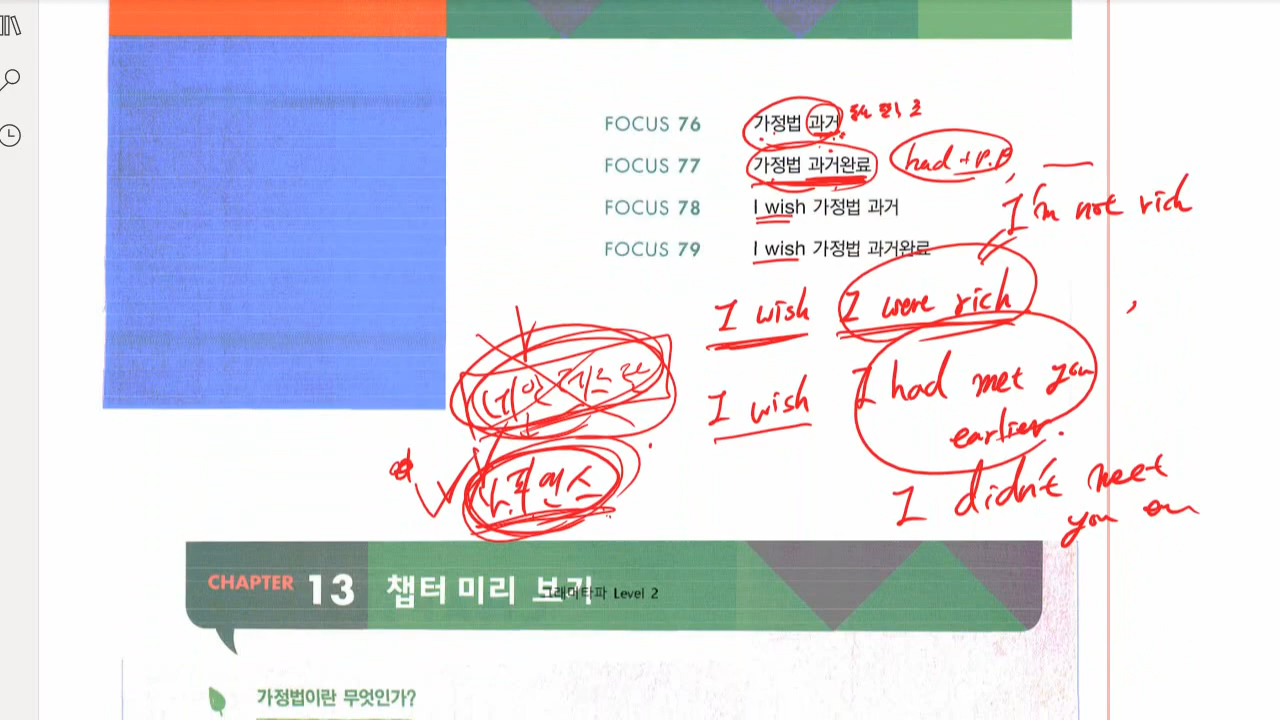 FOCUS 76 가정법 과거
FOCUS 77 가정법 과거완료 had + P.P
FOCUS 78 I wish 가정법 과거
I'm not rich
FOCUS 79 I wish 가정법 과거완료
I wish I were rich
I wish I had met you
earlier.
I didn't meet
you
CHAPTER 13 챕터 미리 보기
그래머타파 Level 2
가정법이란 무엇인가?